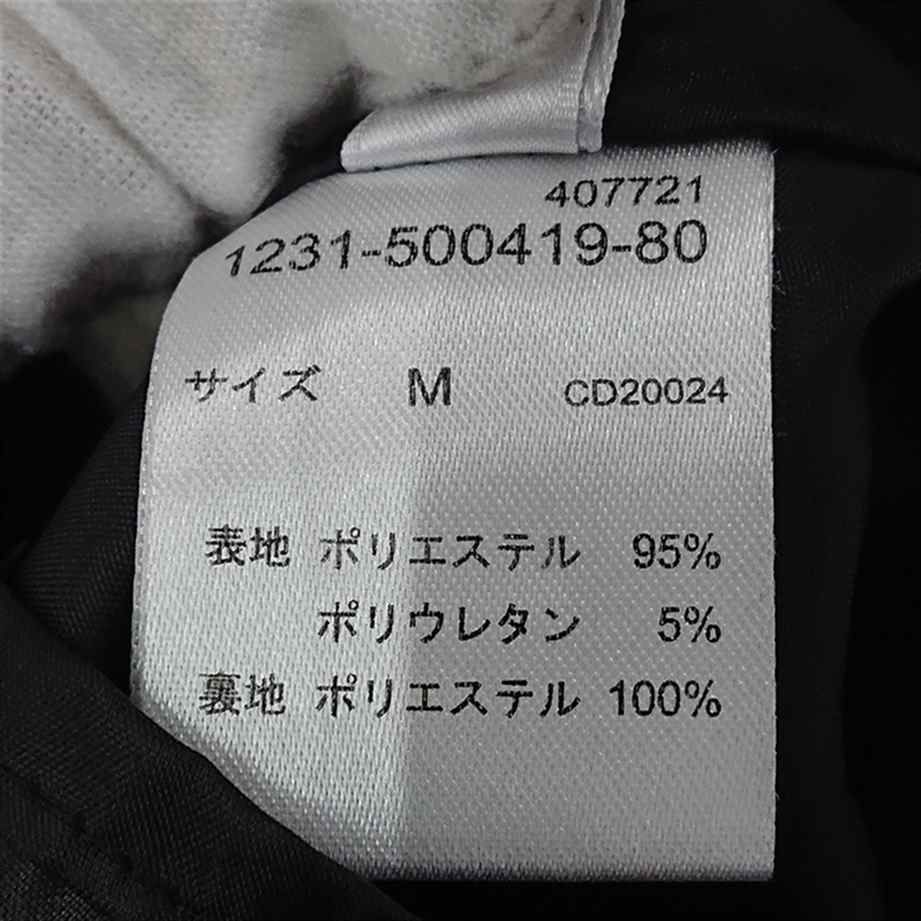 407721
1231-500419-80
サイズ M CD20024
表地 ポリエステル 95%
ポリウレタン 5%
裏地 ポリエステル 100%